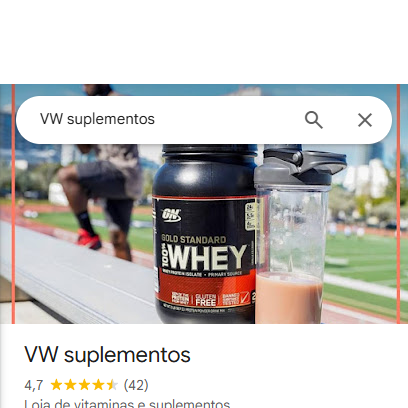 VW suplementos
ON
GOLD STANDARD
100% WHEY
WHEY PROTEIN ISOLATE • PRIMARY SOURCE
GLUTEN
FREE
VW suplementos
4,7 (42)
Loja de vitaminas e suplementos